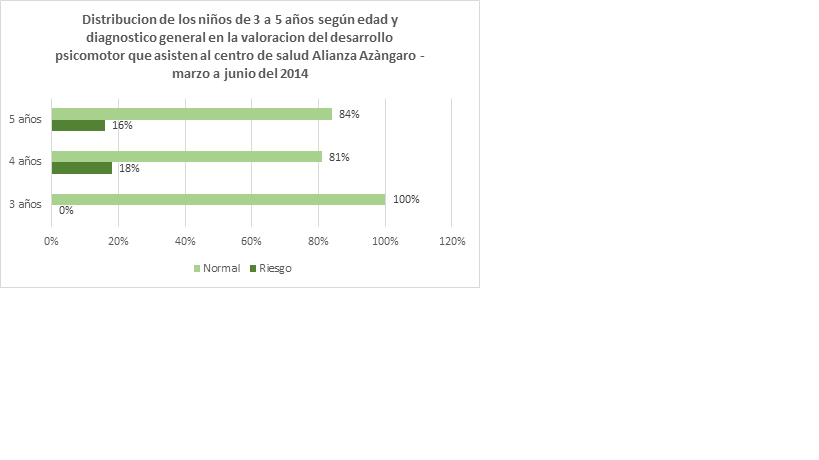 Distribucion de los niños de 3 a 5 años según edad y
diagnostico general en la valoracion del desarrollo
psicomotor que asisten al centro de salud Alianza Azàngaro -
marzo a junio del 2014
5 años
84%
16%
4 años
81%
18%
3 años
100%
0%
0% 20% 40% 60% 80% 100% 120%
Normal Riesgo